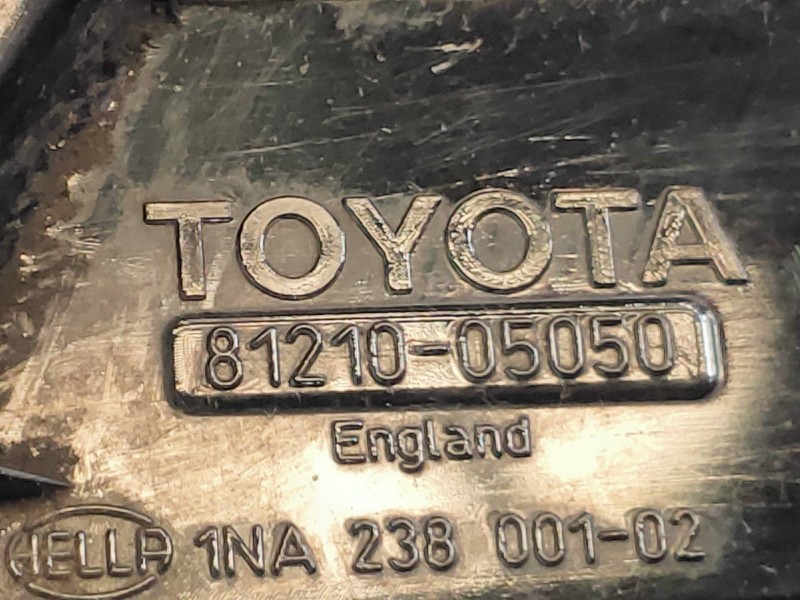 TOYOTA
81210-05050
England
HELLA 1NA 238 001-02